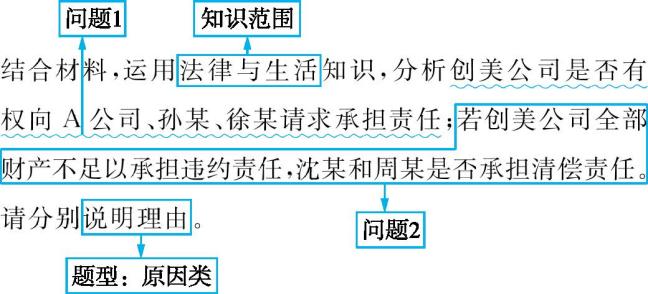 问题1 知识范围
结合材料,运用法律与生活知识,分析创美公司是否有
权向 A 公司、孙某、徐某请求承担责任;若创美公司全部
财产不足以承担违约责任,沈某和周某是否承担清偿责任。
请分别说明理由。
问题2
题型：原因类